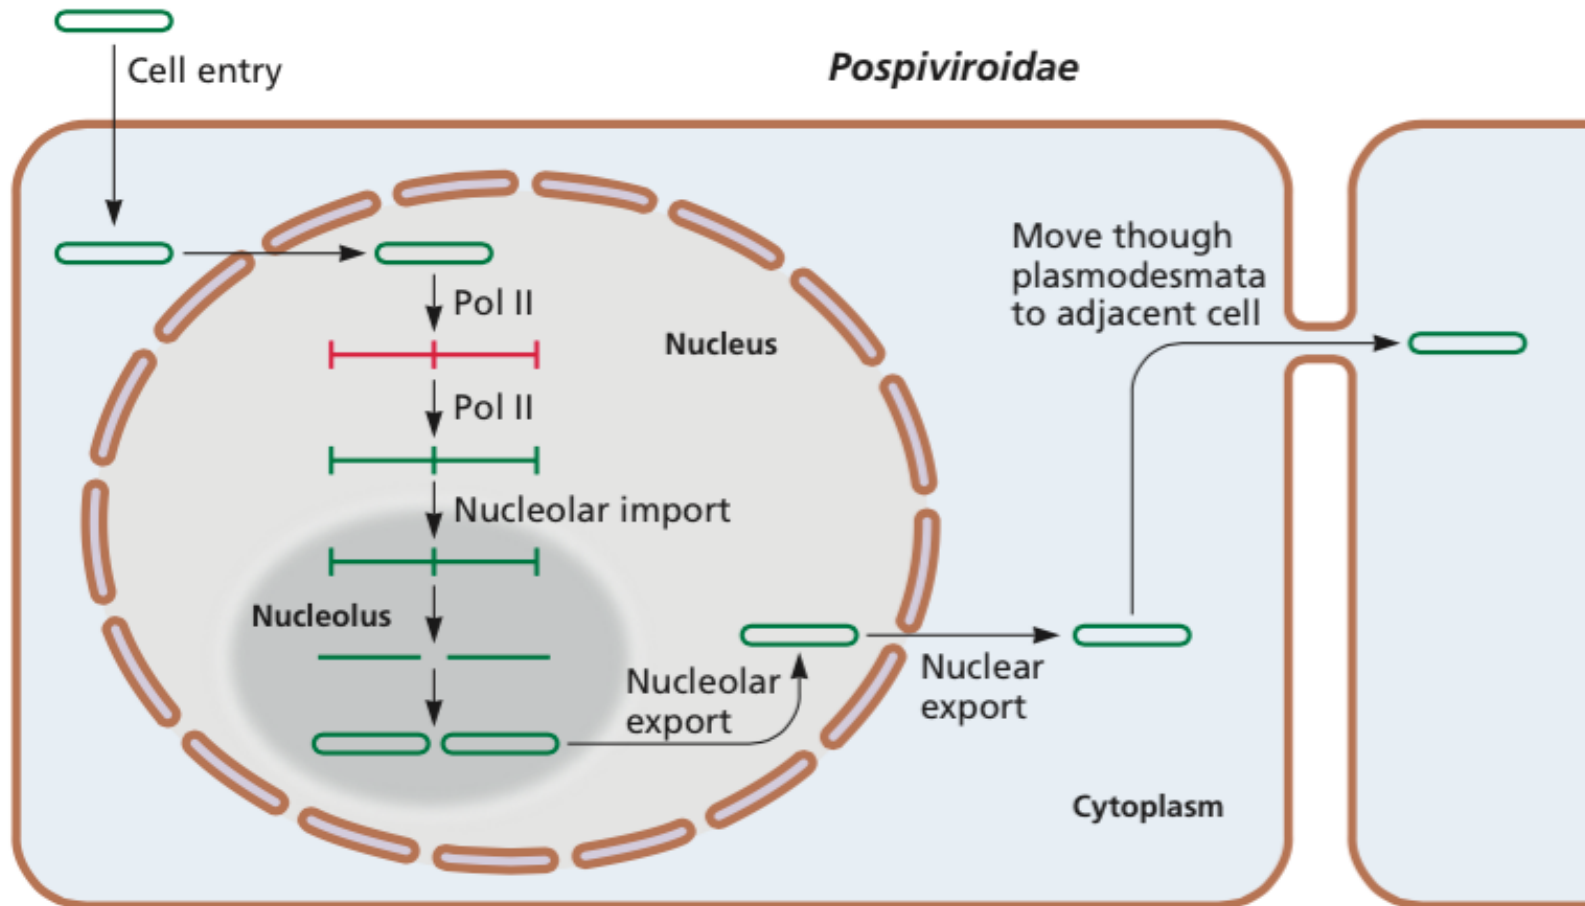 Cell entry
Pospiviroidae
Move though
plasmodesmata
to adjacent cell
Pol II
Nucleus
Pol II
Nucleolar import
Nucleolus
Nucleolar
export
Nuclear
export
Cytoplasm